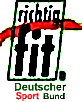 richtig
fit.
Deutscher
Sport Bund